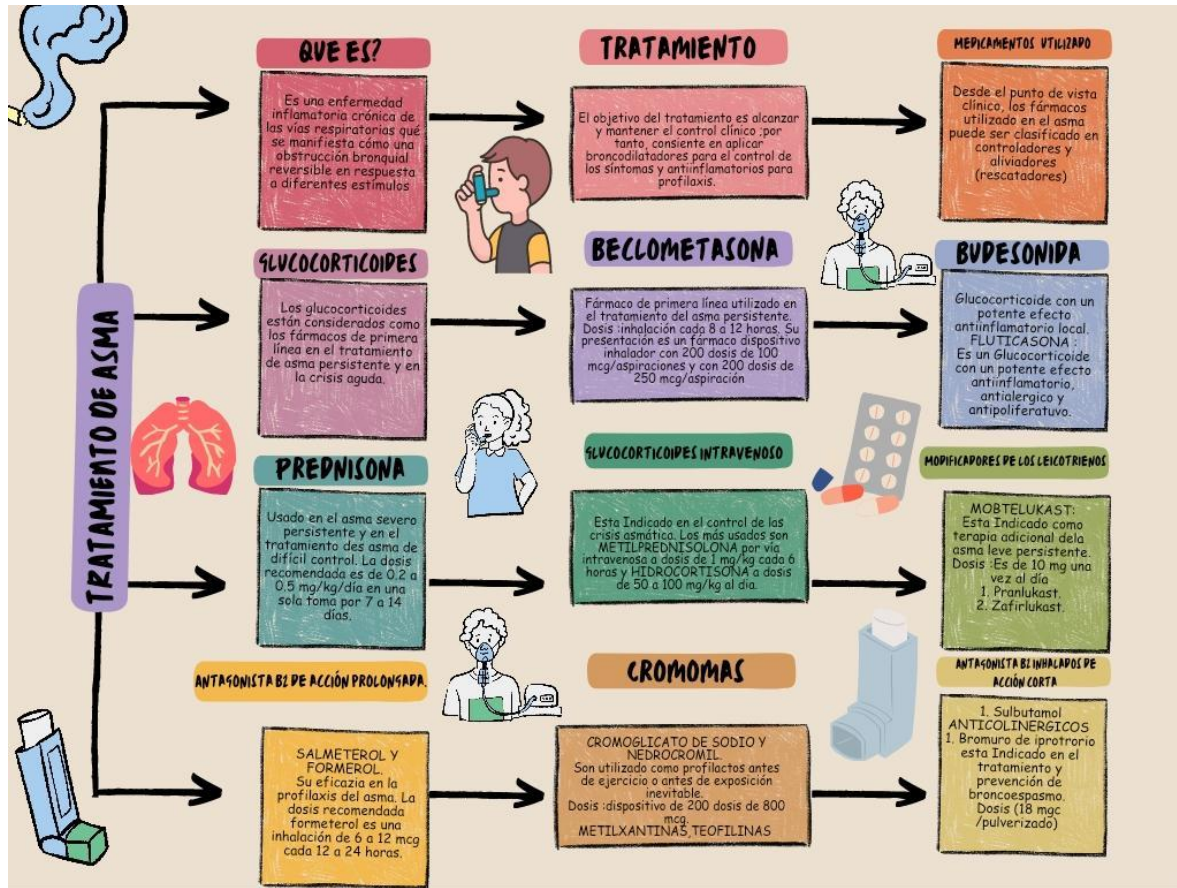 QUE ES?
Es una enfermedad
inflamatoria crónica de
las vías respiratorias qué
se manifiesta cómo una
obstrucción bronquial
reversible en respuesta
a diferentes estímulos
TRATAMIENTO
El objetivo del tratamiento es alcanzar
y mantener el control clínico ;por
tanto, consiente en aplicar
broncodilatadores para el control de
los síntomas y antiinflamatorios para
profilaxis.
MEDICAMENTOS UTILIZADO
Desde el punto de vista
clínico, los fármacos
utilizado en el asma
puede ser clasificado en
controladores y
aliviadores
(rescatadores)
TRATAMIENTO DE ASMA
GLUCOCORTICOIDES
Los glucocorticoides
están considerados como
los fármacos de primera
línea en el tratamiento
de asma persistente y en
la crisis aguda.
BECLOMETASONA
Fármaco de primera línea utilizado en
el tratamiento del asma persistente.
Dosis :inhalación cada 8 a 12 horas. Su
presentación es un fármaco dispositivo
inhalador con 200 dosis de 100
mcg/aspiraciones y con 200 dosis de
250 mcg/aspiración
BUDESONIDA
Glucocorticoide con un
potente efecto
antiinflamatorio local.
FLUTICASONA :
Es un Glucocorticoide
con un potente efecto
antiinflamatorio,
antialergico y
antipoliferatuvo.
PREDNISONA
Usado en el asma severo
persistente y en el
tratamiento des asma de
difícil control. La dosis
recomendada es de 0.2 a
0.5 mg/kg/día en una
sola toma por 7 a 14
días.
GLUCOCORTICOIDES INTRAVENOSO
Esta Indicado en el control de las
crisis asmática. Los más usados son
METILPREDNISOLONA por vía
intravenosa a dosis de 1 mg/kg cada 6
horas y HIDROCORTISONA a dosis
de 50 a 100 mg/kg al dia.
MODIFICADORES DE LOS LEICOTRIENOS
MOBTELUKAST:
Esta Indicado como
terapia adicional dela
asma leve persistente.
Dosis :Es de 10 mg una
vez al día
1. Pranlukast.
2. Zafirlukast.
ANTAGONISTA B2 DE ACCIÓN PROLONGADA.
SALMETEROL Y
FORMEROL.
Su eficazia en la
profilaxis del asma. La
dosis recomendada
formeterol es una
inhalación de 6 a 12 mcg
cada 12 a 24 horas.
CROMOMAS
CROMOGLICATO DE SODIO Y
NEDROCROMIL.
Son utilizado como profilactos antes
de ejercicio o antes de exposición
inevitable.
Dosis :dispositivo de 200 dosis de 800
mcg.
METILXANTINAS,TEOFILINAS
ANTAGONISTA B2 INHALADOS DE
ACCIÓN CORTA
1. Sulbutamol
ANTICOLINERGICOS
1. Bromuro de iprotrorio
esta Indicado en el
tratamiento y
prevención de
broncoespasmo.
Dosis (18 mgc
/pulverizado)